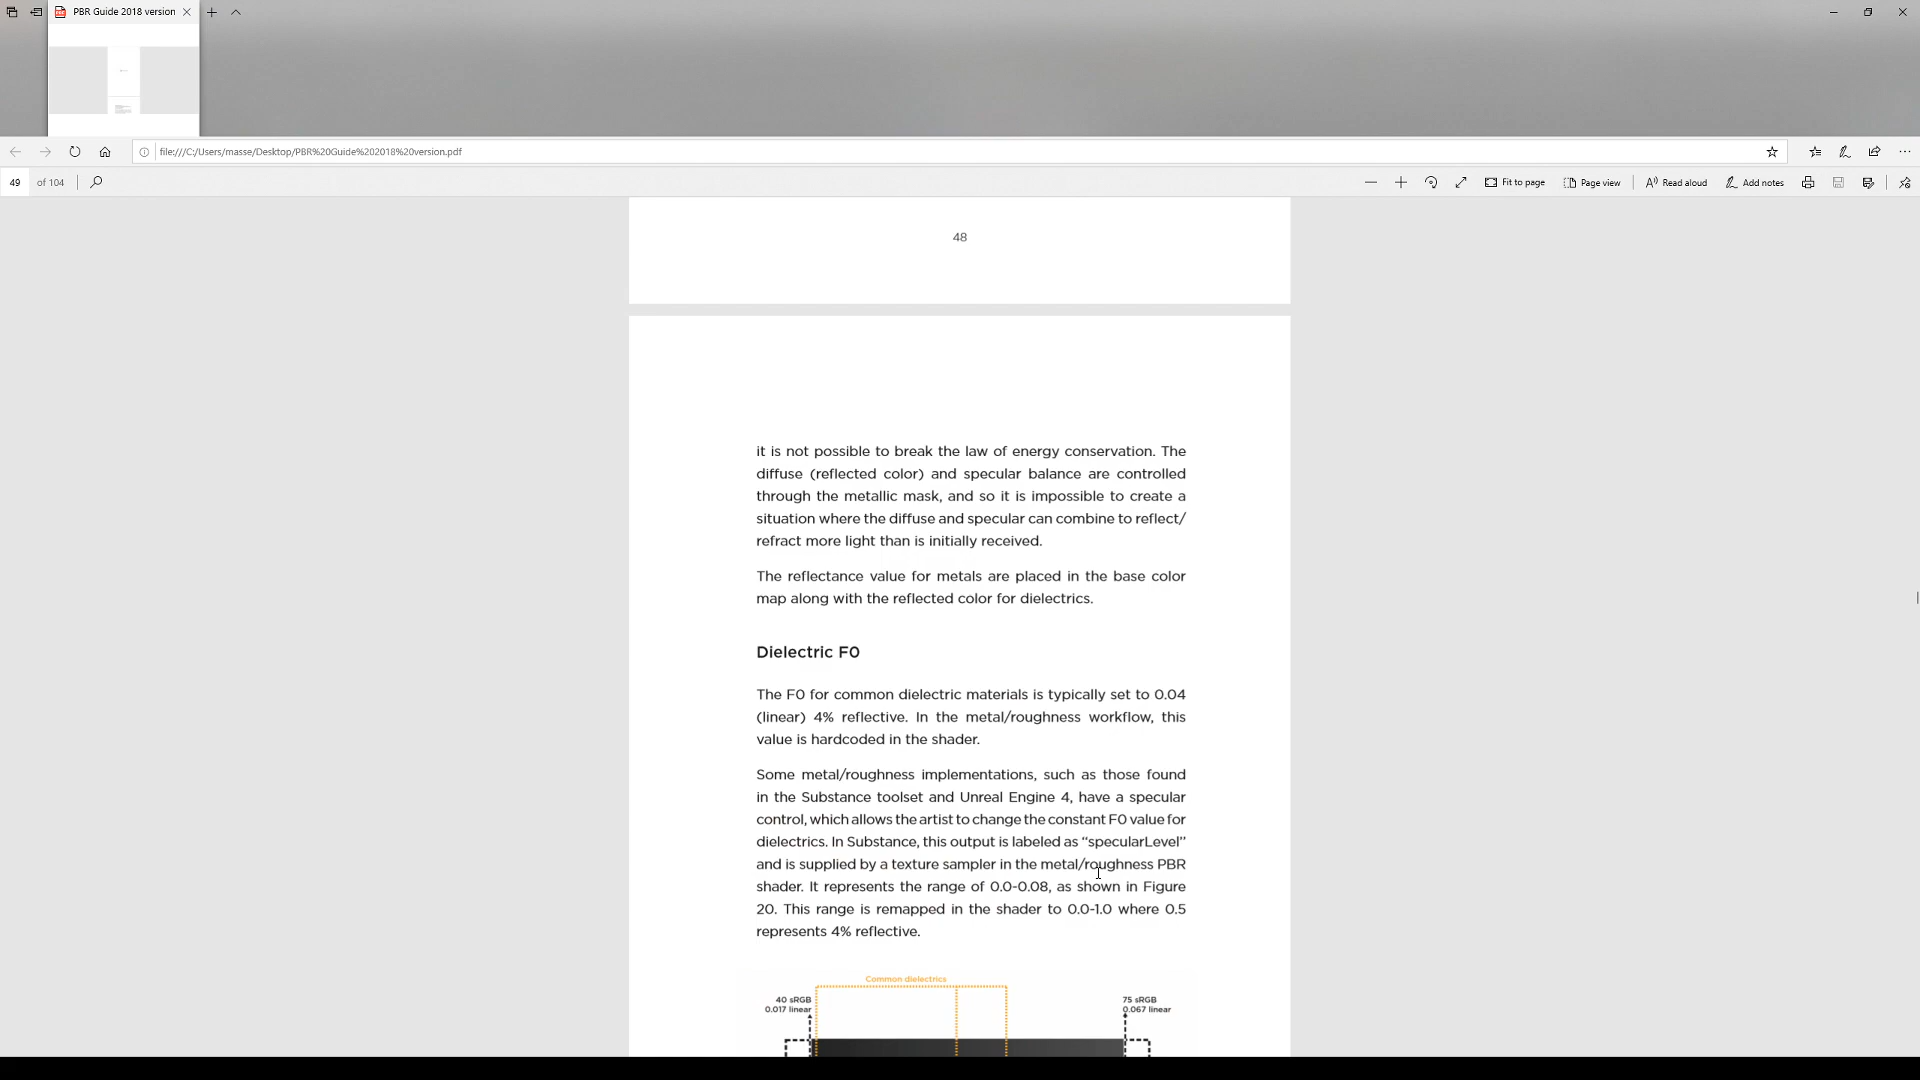 PBR Guide 2018 version
file:///C:/Users/masse/Desktop/PBR%20Guide%202018%20version.pdf
49 of 104
Fit to page
Page view
Read aloud
Add notes
48
it is not possible to break the law of energy conservation. The
diffuse (reflected color) and specular balance are controlled
through the metallic mask, and so it is impossible to create a
situation where the diffuse and specular can combine to reflect/
refract more light than is initially received.
The reflectance value for metals are placed in the base color
map along with the reflected color for dielectrics.
Dielectric F0
The F0 for common dielectric materials is typically set to 0.04
(linear) 4% reflective. In the metal/roughness workflow, this
value is hardcoded in the shader.
Some metal/roughness implementations, such as those found
in the Substance toolset and Unreal Engine 4, have a specular
control, which allows the artist to change the constant F0 value for
dielectrics. In Substance, this output is labeled as “specularLevel”
and is supplied by a texture sampler in the metal/roughness PBR
shader. It represents the range of 0.0-0.08, as shown in Figure
20. This range is remapped in the shader to 0.0-1.0 where 0.5
represents 4% reflective.
Common dielectrics
40 sRGB
0.017 linear
75 sRGB
0.067 linear